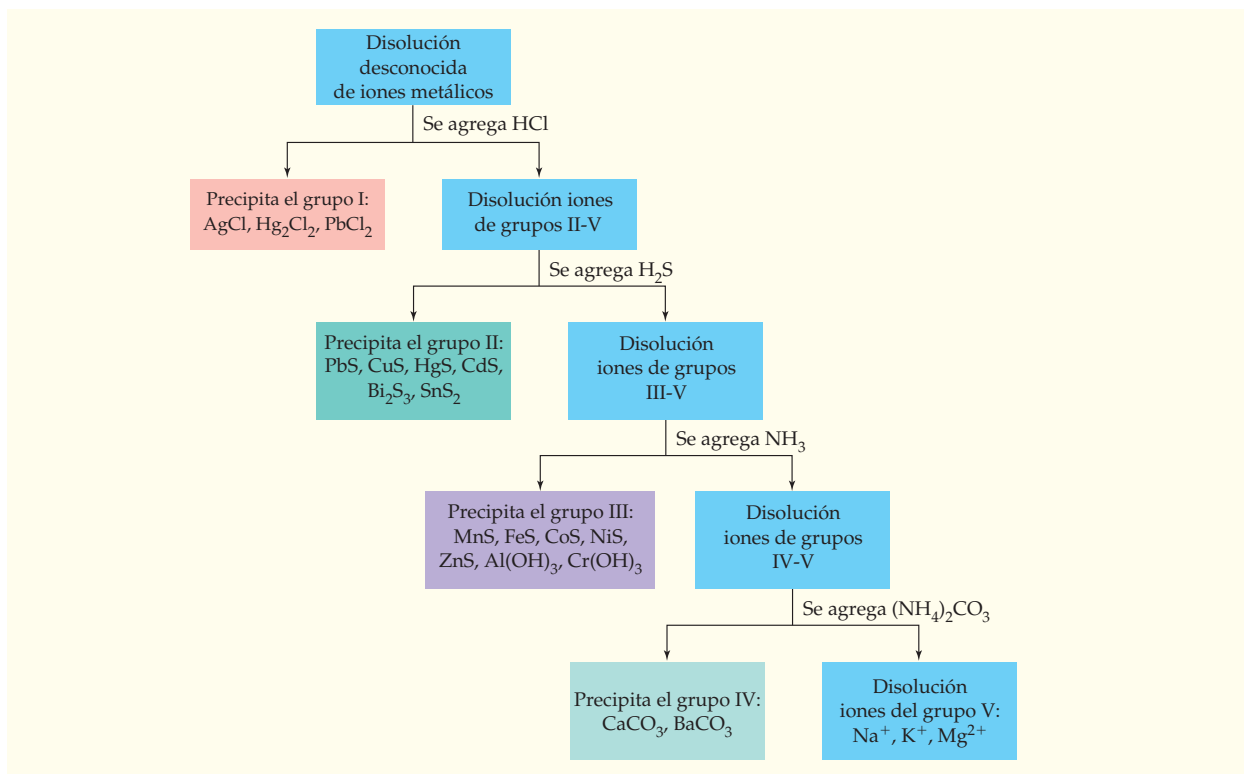 Disolución
desconocida
de iones metálicos
Se agrega HCl
Precipita el grupo I:
AgCl, Hg₂Cl₂, PbCl₂
Disolución iones
de grupos II-V
Se agrega H₂S
Precipita el grupo II:
PbS, CuS, HgS, CdS,
Bi₂S₃, SnS₂
Disolución
iones de grupos
III-V
Se agrega NH₃
Precipita el grupo III:
MnS, FeS, CoS, NiS,
ZnS, Al(OH)₃, Cr(OH)₃
Disolución
iones de grupos
IV-V
Se agrega (NH₄)₂CO₃
Precipita el grupo IV:
CaCO₃, BaCO₃
Disolución
iones del grupo V:
Na⁺, K⁺, Mg²⁺